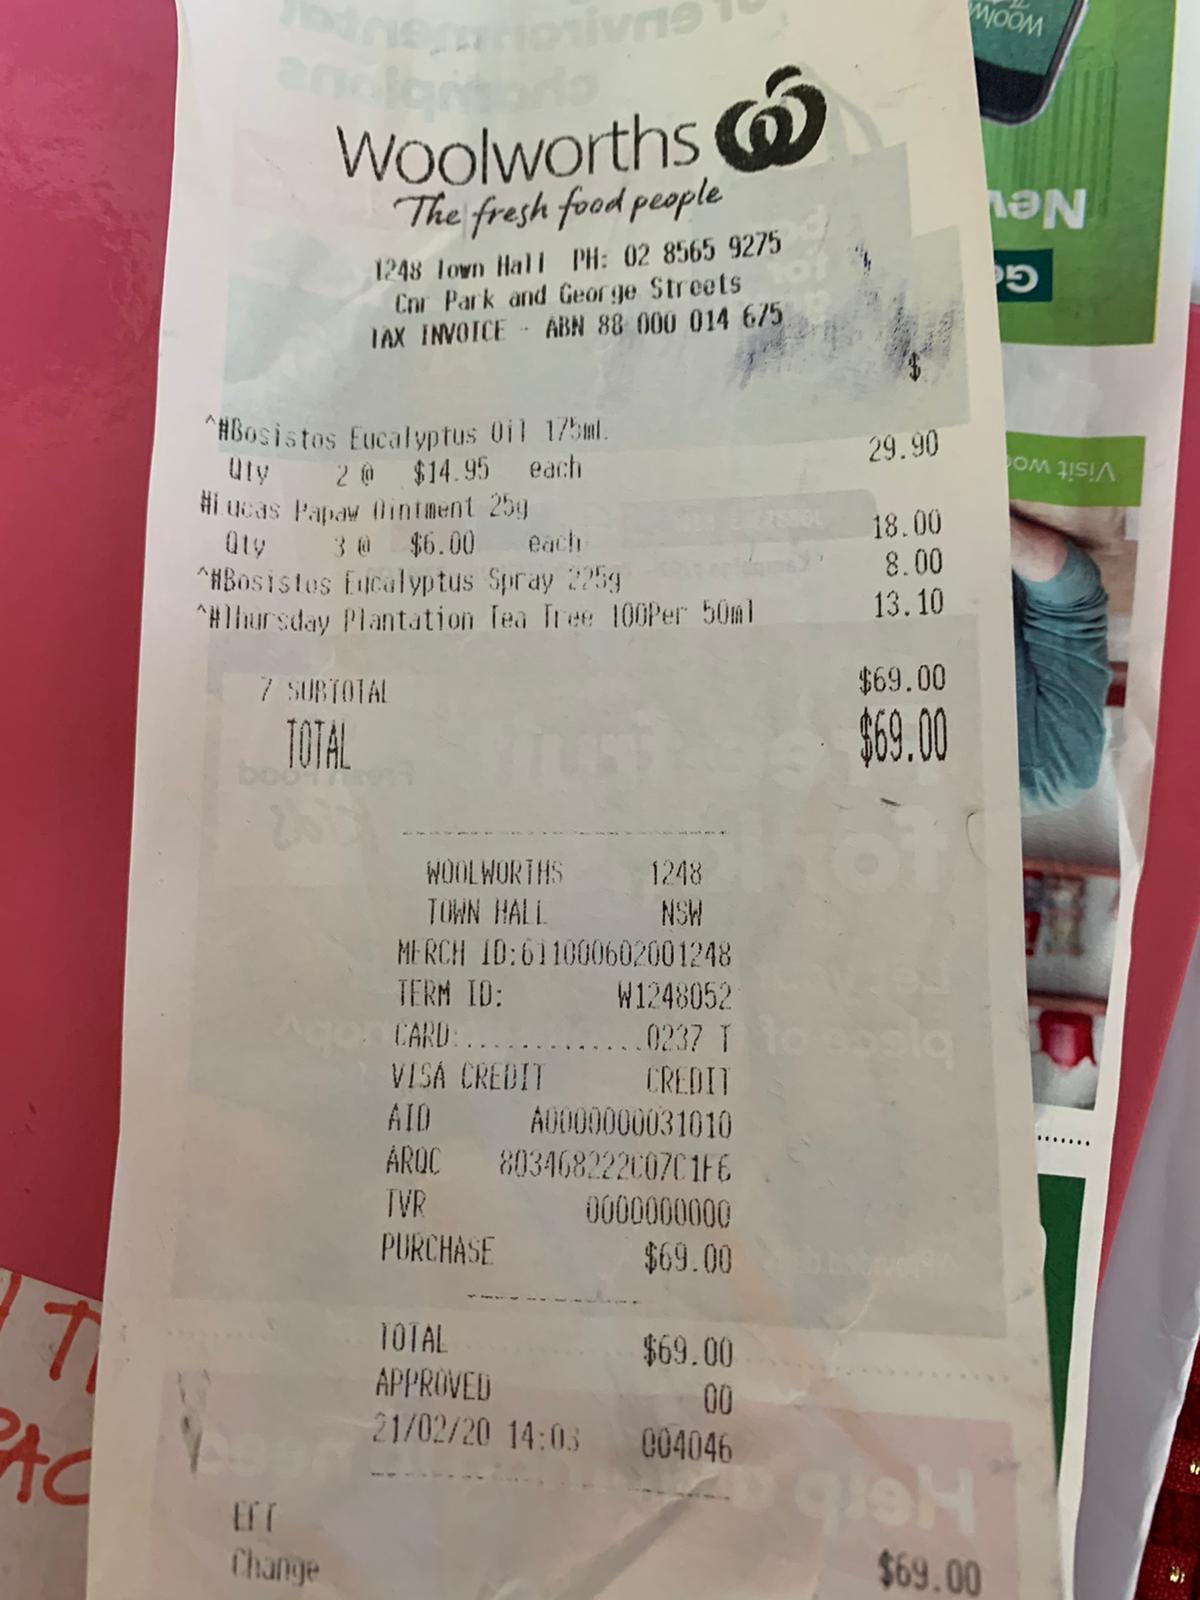 Woolworths
The fresh food people
1248 Town Hall PH: 02 8565 9275
Cnr Park and George Streets
TAX INVOICE - ABN 88 000 014 675
$
^#Bosistos Eucalyptus Oil 175ml.
Qty 2 @ $14.95 each 29.90
#Lucas Papaw Ointment 25g
Qty 3 @ $6.00 each 18.00
^#Bosistos Eucalyptus Spray 225g 8.00
^#Thursday Plantation Tea Tree 100Per 50ml 13.10
7 SUBTOTAL $69.00
TOTAL $69.00
WOOLWORTHS 1248
TOWN HALL NSW
MERCH ID:611000602001248
TERM ID: W1248052
CARD:.............0237 T
VISA CREDIT CREDIT
AID A0000000031010
ARQC 803468222C07C1F6
TVR 0000000000
PURCHASE $69.00
TOTAL $69.00
APPROVED 00
21/02/20 14:03 004046
EFT $69.00
Change
Visit